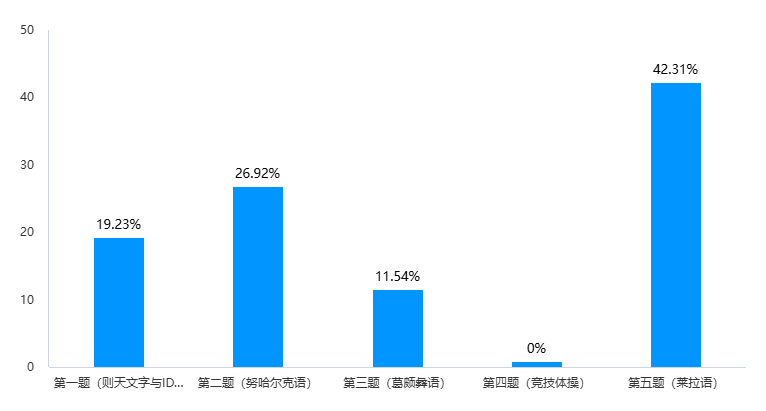 50
40
30
20
10
0
19.23%
26.92%
11.54%
0%
42.31%
第一题（则天文字与ID...
第二题（努哈尔克语）
第三题（葛颇彝语）
第四题（竞技体操）
第五题（莱拉语）